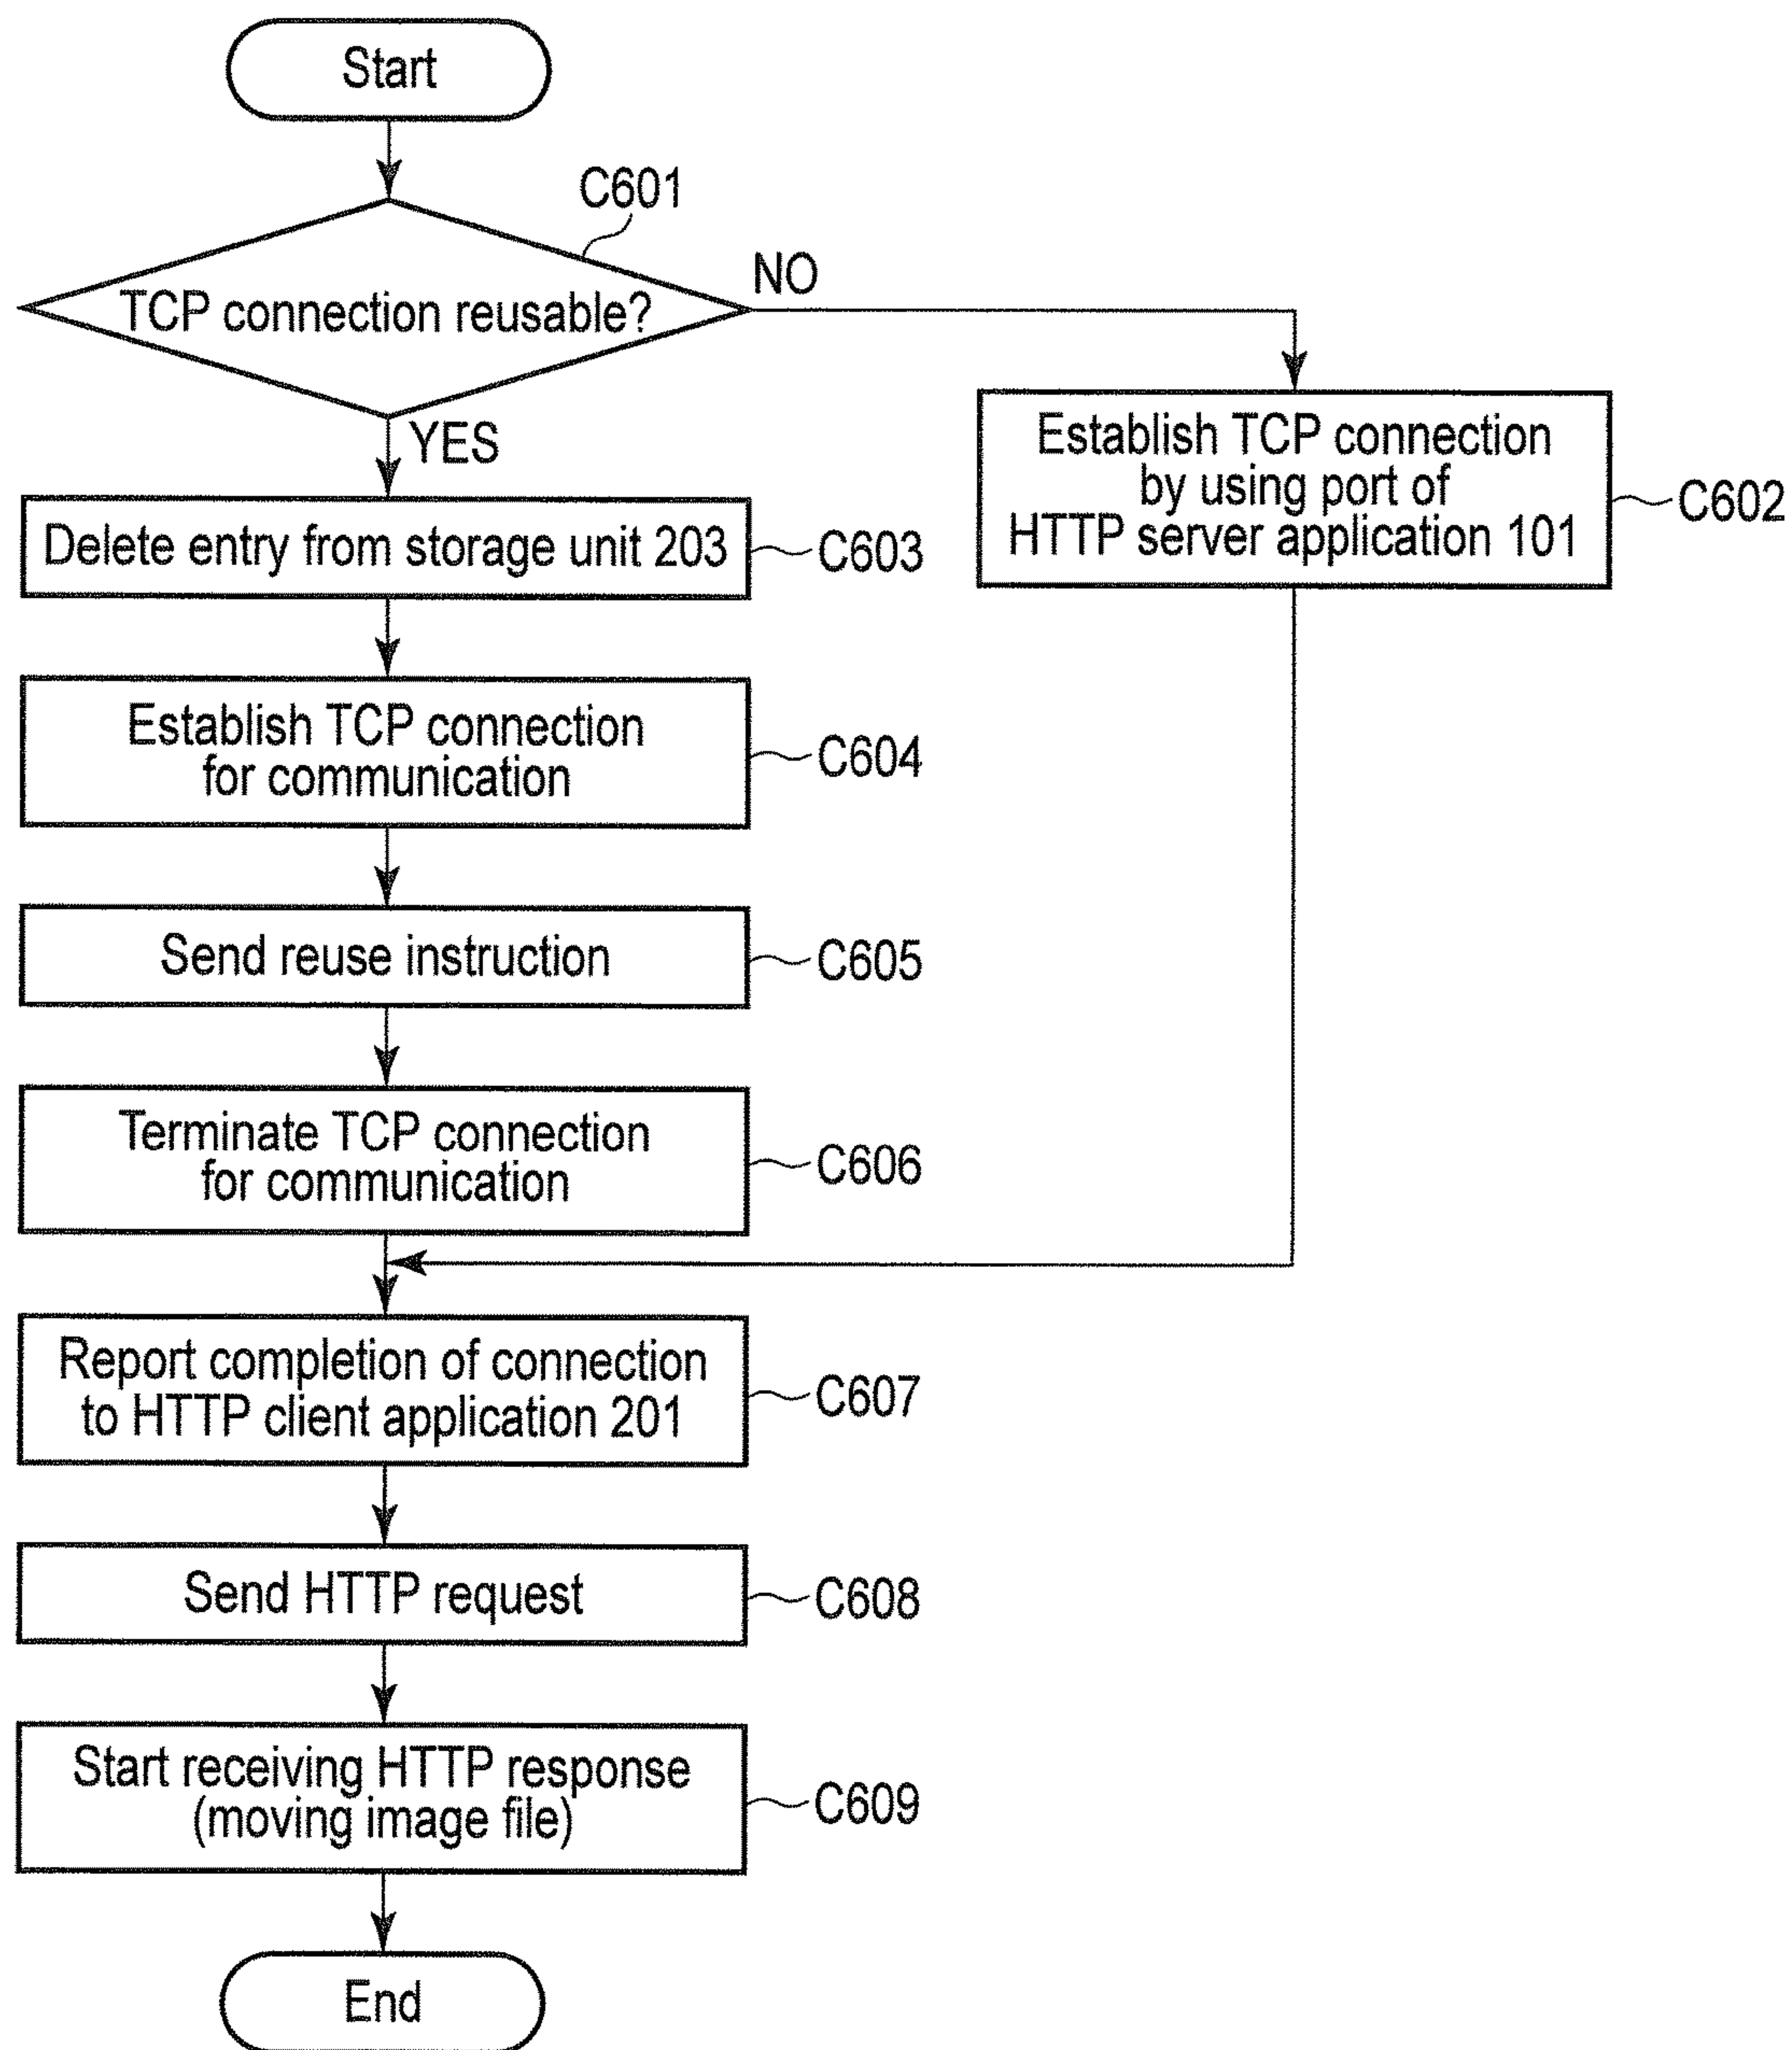 Start
C601
TCP connection reusable?
NO
YES
Establish TCP connection
by using port of
HTTP server application 101
C602
Delete entry from storage unit 203
C603
Establish TCP connection
for communication
C604
Send reuse instruction
C605
Terminate TCP connection
for communication
C606
Report completion of connection
to HTTP client application 201
C607
Send HTTP request
C608
Start receiving HTTP response
(moving image file)
C609
End